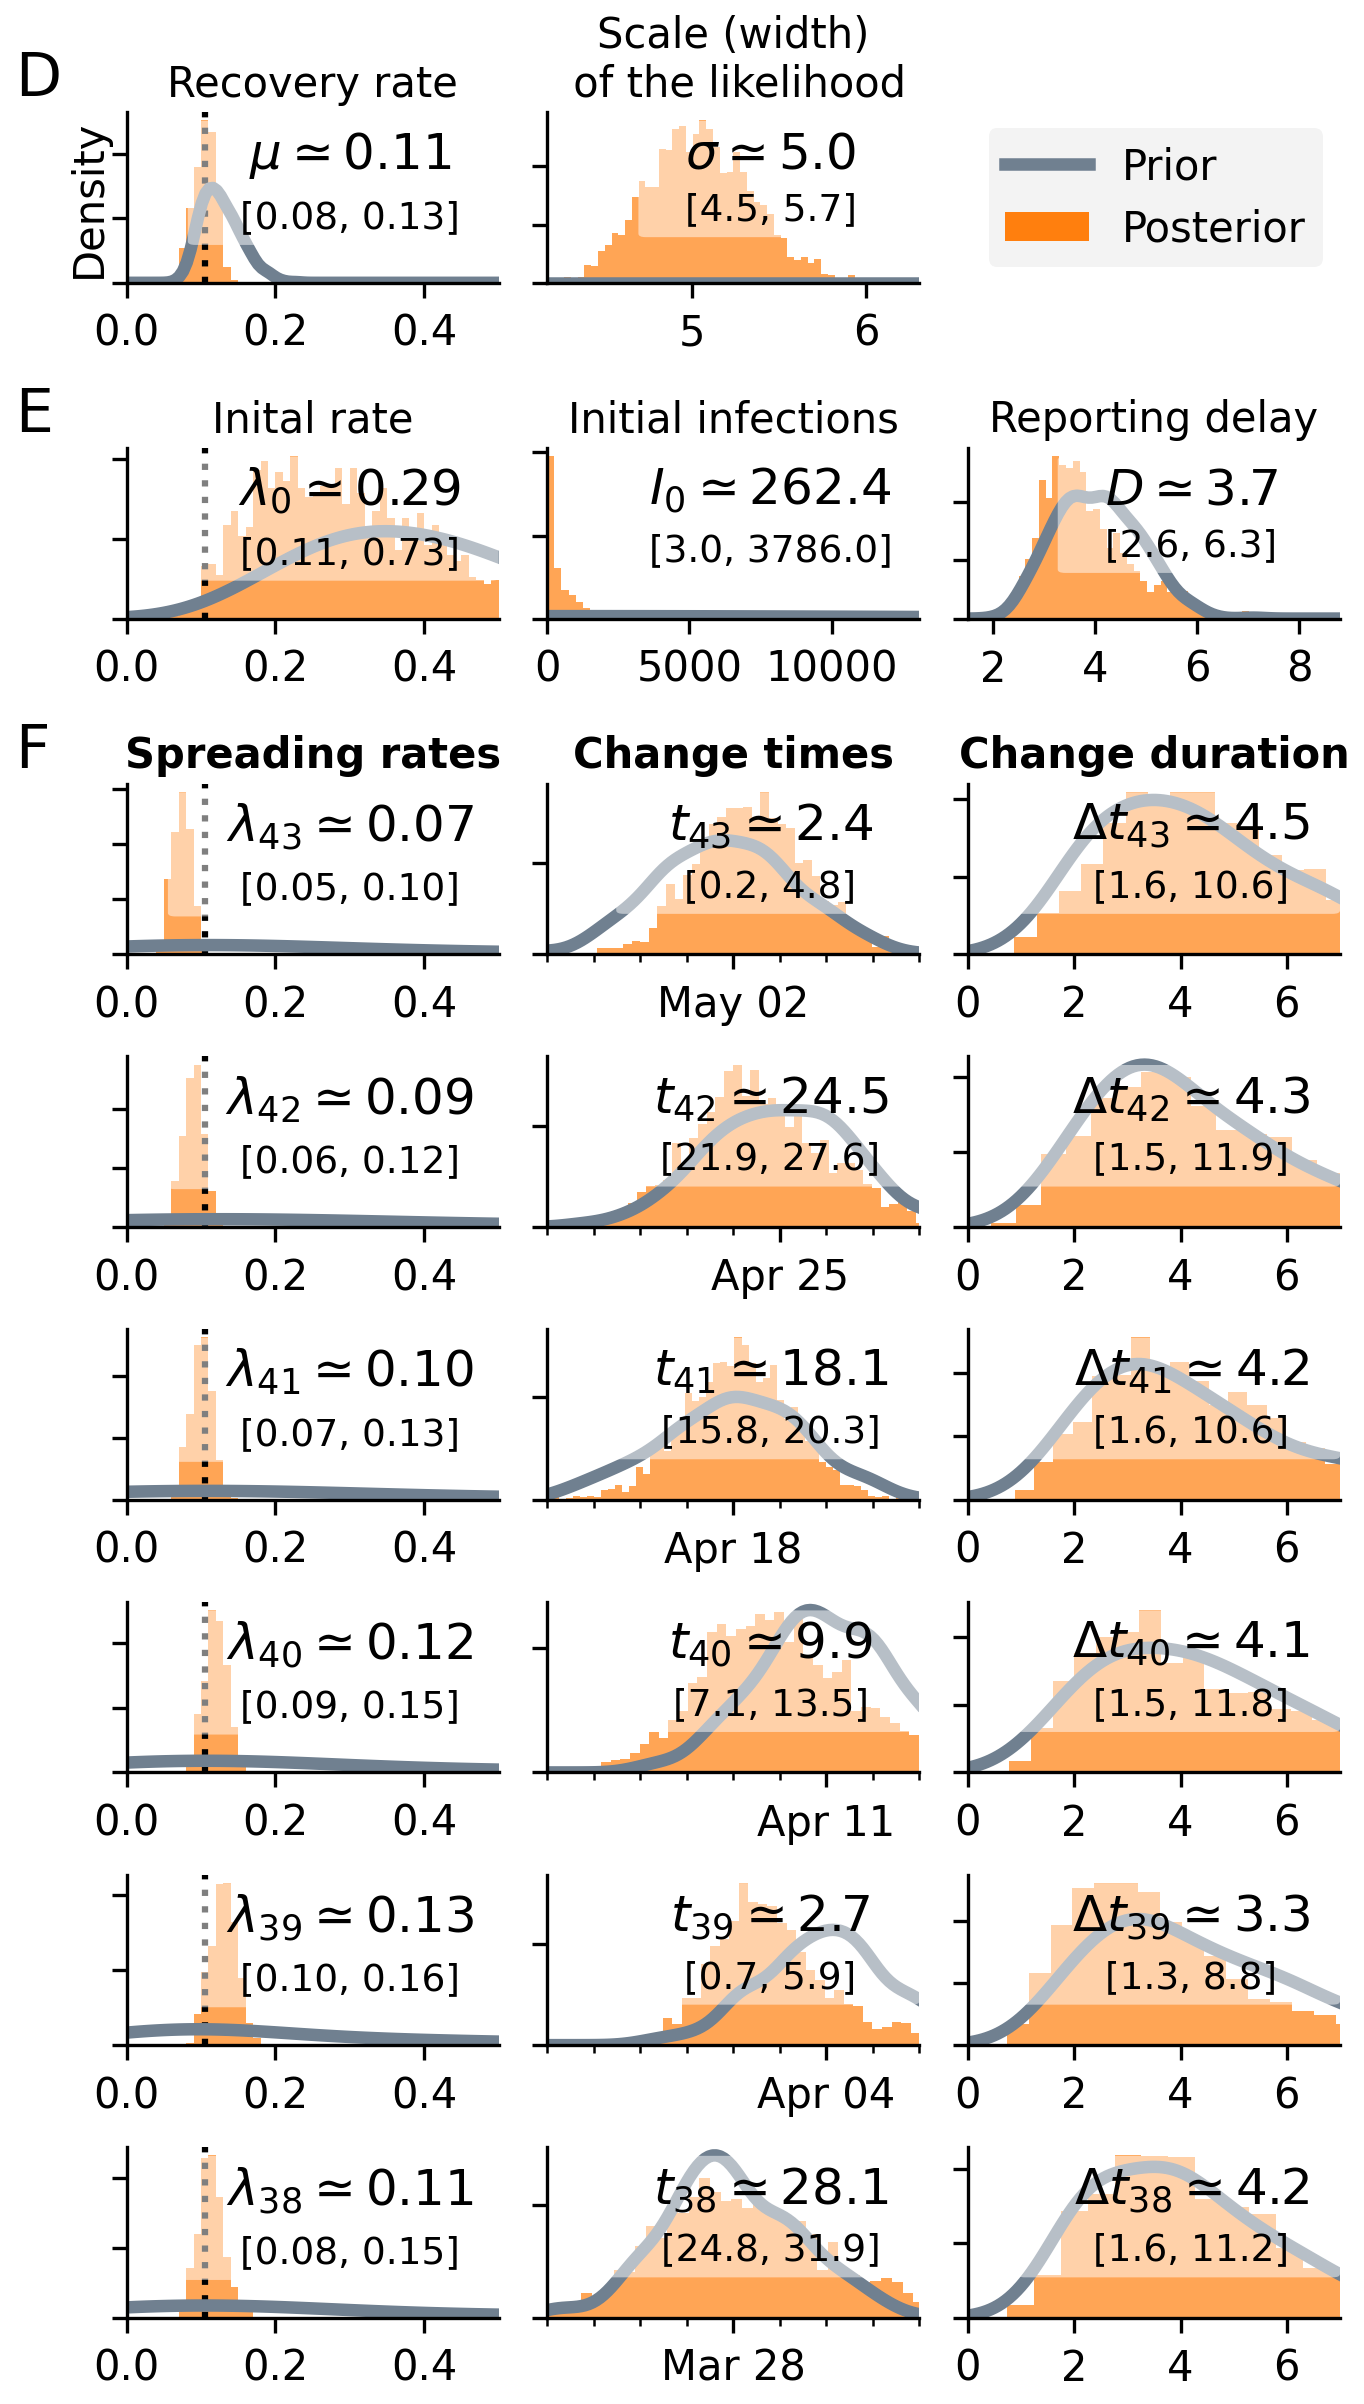 D
Recovery rate
Scale (width)
of the likelihood
Density
μ ≃ 0.11
[0.08, 0.13]
0.0 0.2 0.4
σ ≃ 5.0
[4.5, 5.7]
5 6
Prior
Posterior
E
Inital rate
λ₀ ≃ 0.29
[0.11, 0.73]
0.0 0.2 0.4
Initial infections
I₀ ≃ 262.4
[3.0, 3786.0]
0 5000 10000
Reporting delay
D ≃ 3.7
[2.6, 6.3]
2 4 6 8
F
Spreading rates
Change times
Change duration
λ₄₃ ≃ 0.07
[0.05, 0.10]
0.0 0.2 0.4
t₄₃ ≃ 2.4
[0.2, 4.8]
May 02
Δt₄₃ ≃ 4.5
[1.6, 10.6]
0 2 4 6
λ₄₂ ≃ 0.09
[0.06, 0.12]
0.0 0.2 0.4
t₄₂ ≃ 24.5
[21.9, 27.6]
Apr 25
Δt₄₂ ≃ 4.3
[1.5, 11.9]
0 2 4 6
λ₄₁ ≃ 0.10
[0.07, 0.13]
0.0 0.2 0.4
t₄₁ ≃ 18.1
[15.8, 20.3]
Apr 18
Δt₄₁ ≃ 4.2
[1.6, 10.6]
0 2 4 6
λ₄₀ ≃ 0.12
[0.09, 0.15]
0.0 0.2 0.4
t₄₀ ≃ 9.9
[7.1, 13.5]
Apr 11
Δt₄₀ ≃ 4.1
[1.5, 11.8]
0 2 4 6
λ₃₉ ≃ 0.13
[0.10, 0.16]
0.0 0.2 0.4
t₃₉ ≃ 2.7
[0.7, 5.9]
Apr 04
Δt₃₉ ≃ 3.3
[1.3, 8.8]
0 2 4 6
λ₃₈ ≃ 0.11
[0.08, 0.15]
0.0 0.2 0.4
t₃₈ ≃ 28.1
[24.8, 31.9]
Mar 28
Δt₃₈ ≃ 4.2
[1.6, 11.2]
0 2 4 6